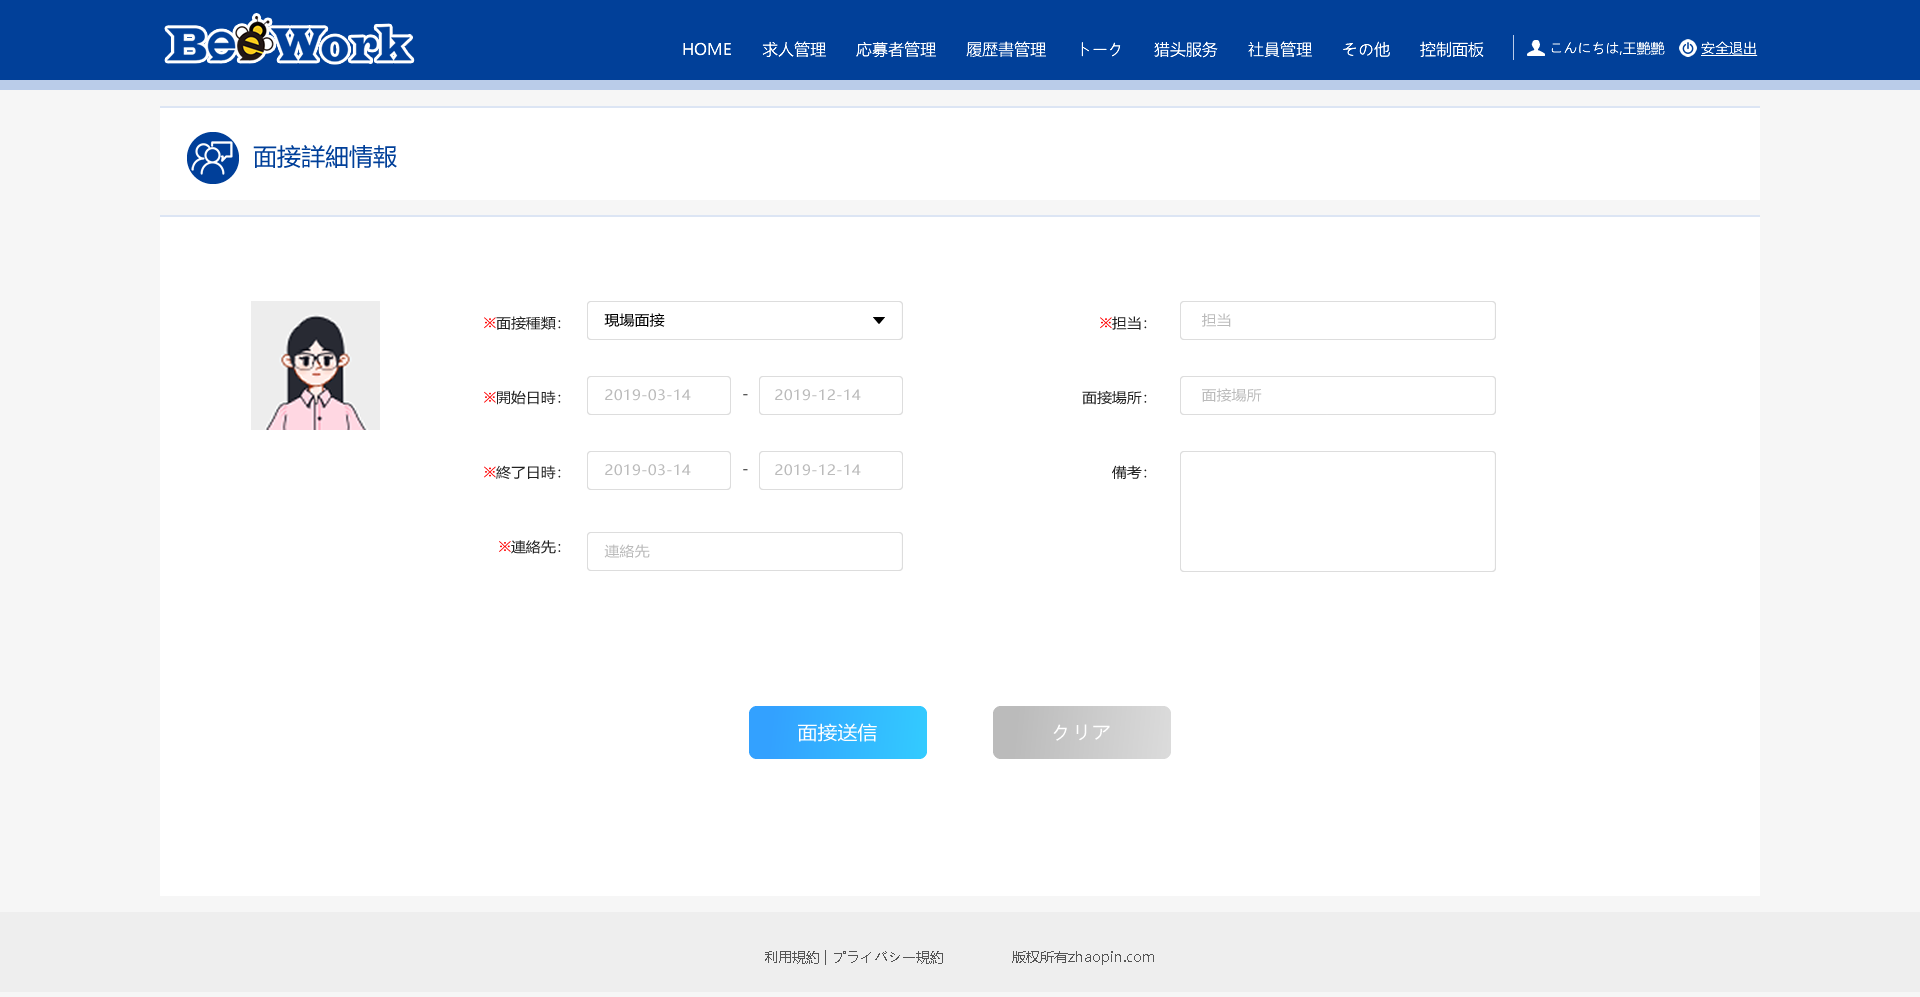 BeeWork
HOME 求人管理 応募者管理 履歴書管理 トーク 猎头服务 社員管理 その他 控制面板 こんにちは,王艷艷 安全退出
面接詳細情報
※面接種類： 現場面接
※担当： 担当
※開始日時： 2019-03-14 - 2019-12-14
面接場所： 面接場所
※終了日時： 2019-03-14 - 2019-12-14
備考：
※連絡先： 連絡先
面接送信 クリア
利用規約 | プライバシー規約 版权所有zhaopin.com